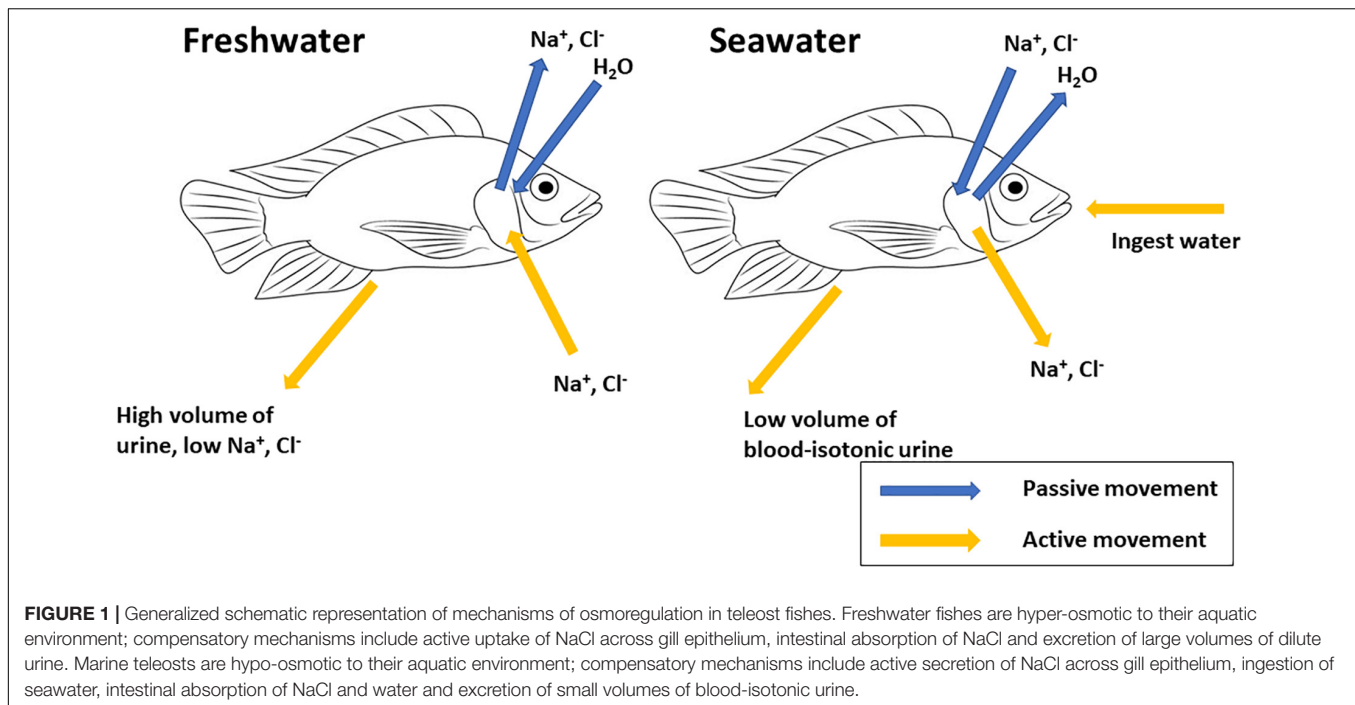 Freshwater
Na⁺, Cl⁻
H₂O
Na⁺, Cl⁻
High volume of
urine, low Na⁺, Cl⁻
Seawater
Na⁺, Cl⁻
H₂O
Ingest water
Na⁺, Cl⁻
Low volume of
blood-isotonic urine
Passive movement
Active movement
FIGURE 1 | Generalized schematic representation of mechanisms of osmoregulation in teleost fishes. Freshwater fishes are hyper-osmotic to their aquatic
environment; compensatory mechanisms include active uptake of NaCl across gill epithelium, intestinal absorption of NaCl and excretion of large volumes of dilute
urine. Marine teleosts are hypo-osmotic to their aquatic environment; compensatory mechanisms include active secretion of NaCl across gill epithelium, ingestion of
seawater, intestinal absorption of NaCl and water and excretion of small volumes of blood-isotonic urine.